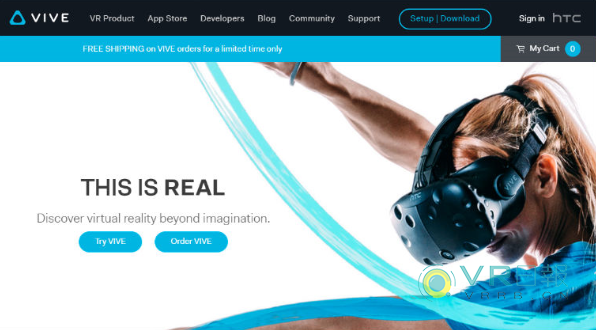 VIVE
VR Product App Store Developers Blog Community Support Setup | Download Sign in hTC
FREE SHIPPING on VIVE orders for a limited time only
My Cart 0
THIS IS REAL
Discover virtual reality beyond imagination.
Try VIVE Order VIVE
hTC
VR